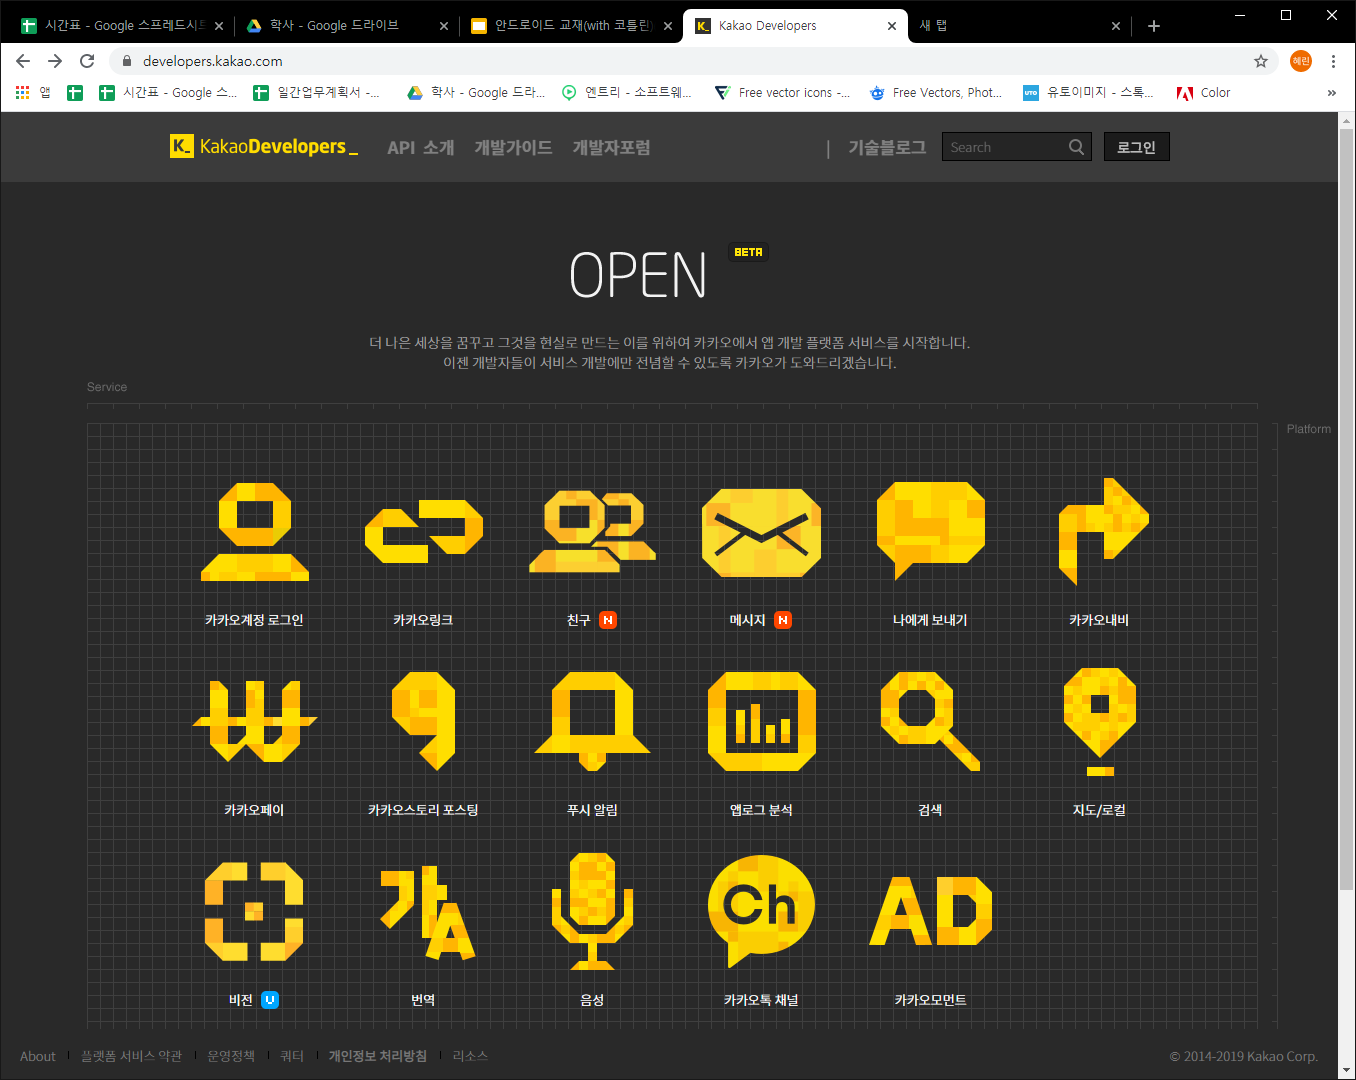 시간표 - Google 스프레드시트
학사 - Google 드라이브
안드로이드 교재(with 코틀린)
Kakao Developers
새 탭
developers.kakao.com
혜린
앱
시간표 - Google 스...
일간업무계획서 -...
학사 - Google 드라...
엔트리 - 소프트웨...
Free vector icons -...
Free Vectors, Phot...
UTO
유토이미지 - 스톡...
Color
K_ KakaoDevelopers_
API 소개
개발가이드
개발자포럼
|
기술블로그
Search
로그인
OPEN
BETA
더 나은 세상을 꿈꾸고 그것을 현실로 만드는 이를 위하여 카카오에서 앱 개발 플랫폼 서비스를 시작합니다.
이젠 개발자들이 서비스 개발에만 전념할 수 있도록 카카오가 도와드리겠습니다.
Service
Platform
카카오계정 로그인
카카오링크
친구 N
메시지 N
나에게 보내기
카카오내비
카카오페이
카카오스토리 포스팅
푸시 알림
앱로그 분석
검색
지도/로컬
가A
Ch
AD
비전 U
번역
음성
카카오톡 채널
카카오모먼트
About
플랫폼 서비스 약관
운영정책
쿼터
개인정보 처리방침
리소스
© 2014-2019 Kakao Corp.